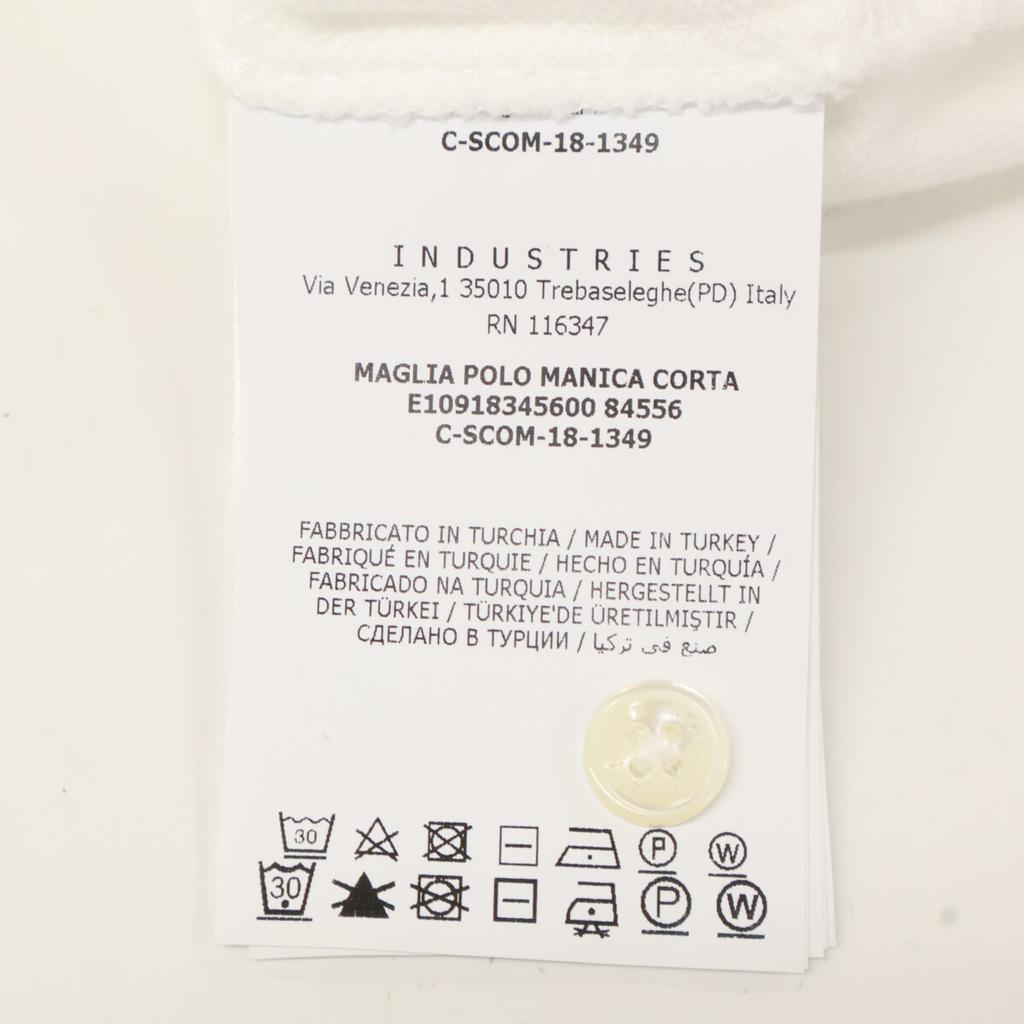 C-SCOM-18-1349
INDUSTRIES
Via Venezia,1 35010 Trebaseleghe(PD) Italy
RN 116347
MAGLIA POLO MANICA CORTA
E10918345600 84556
C-SCOM-18-1349
FABBRICATO IN TURCHIA / MADE IN TURKEY /
FABRIQUÉ EN TURQUIE / HECHO EN TURQUÍA /
FABRICADO NA TURQUIA / HERGESTELLT IN
DER TÜRKEI / TÜRKIYE'DE ÜRETILMIŞTIR /
СДЕЛАНО В ТУРЦИИ / صنع في تركيا
30 P W
30 P W